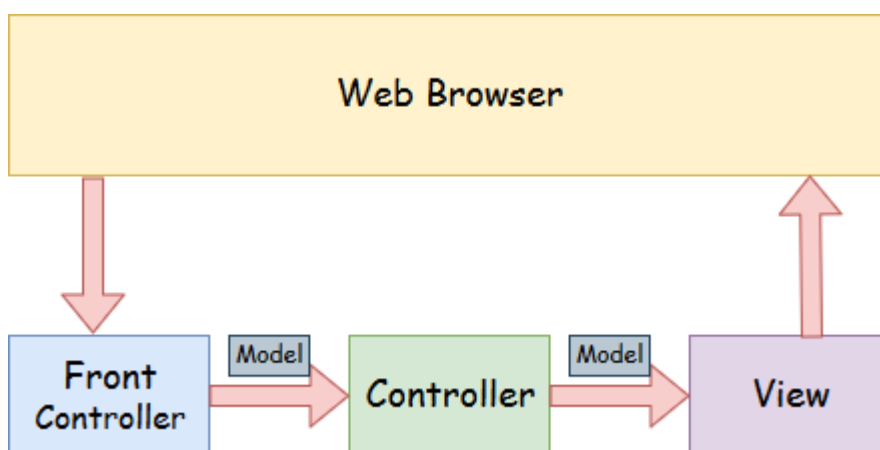 Web Browser
Model
Model
Front
Controller
Controller
View